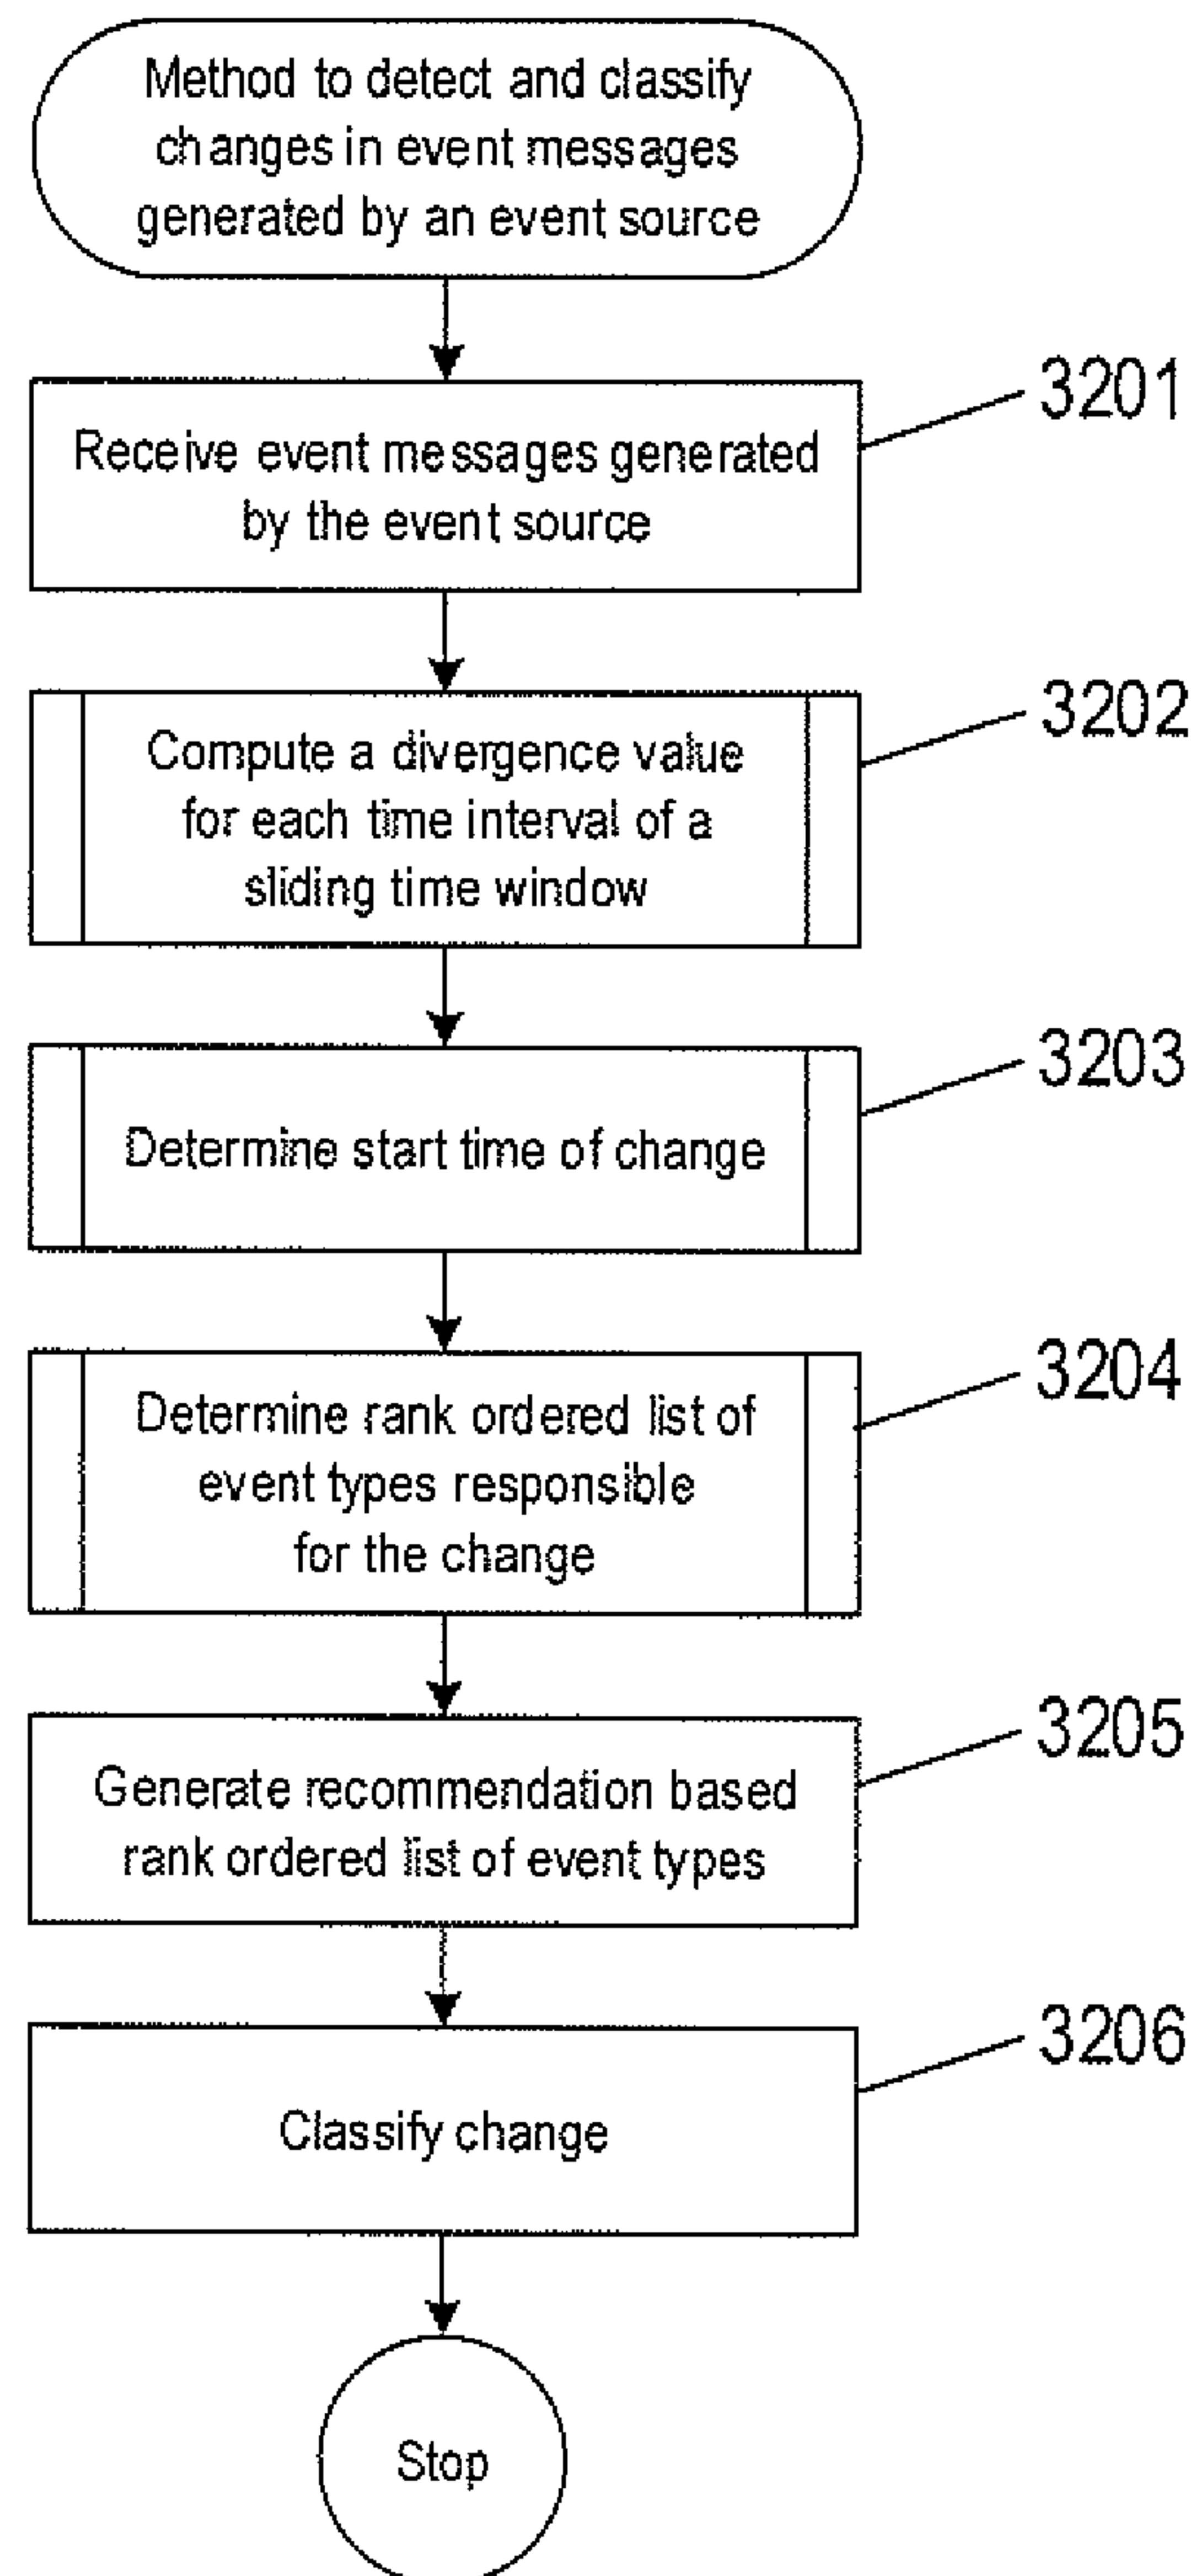 Method to detect and classify
changes in event messages
generated by an event source
3201
Receive event messages generated
by the event source
3202
Compute a divergence value
for each time interval of a
sliding time window
3203
Determine start time of change
3204
Determine rank ordered list of
event types responsible
for the change
3205
Generate recommendation based
rank ordered list of event types
3206
Classify change
Stop